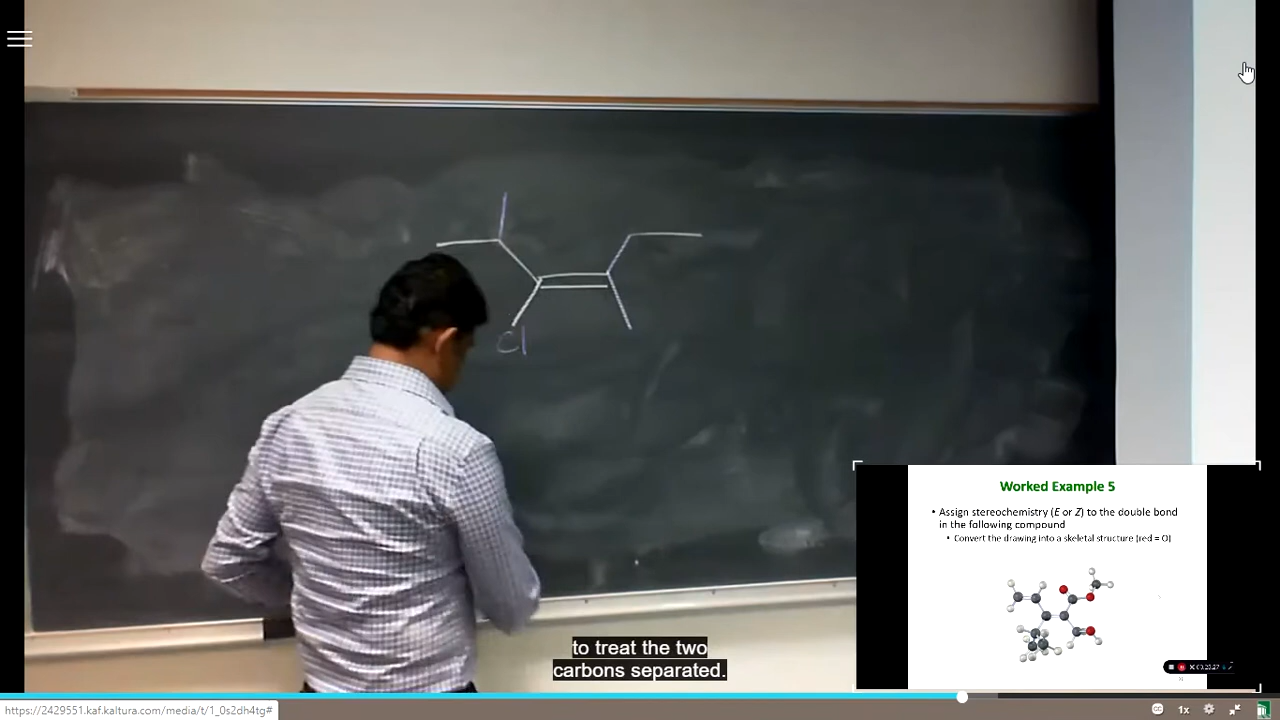 Cl
Worked Example 5
• Assign stereochemistry (E or Z) to the double bond
in the following compound
• Convert the drawing into a skeletal structure (red = O)
to treat the two
carbons separated.
https://2429551.kaf.kaltura.com/media/t/1_0s2dh4tg#
1x